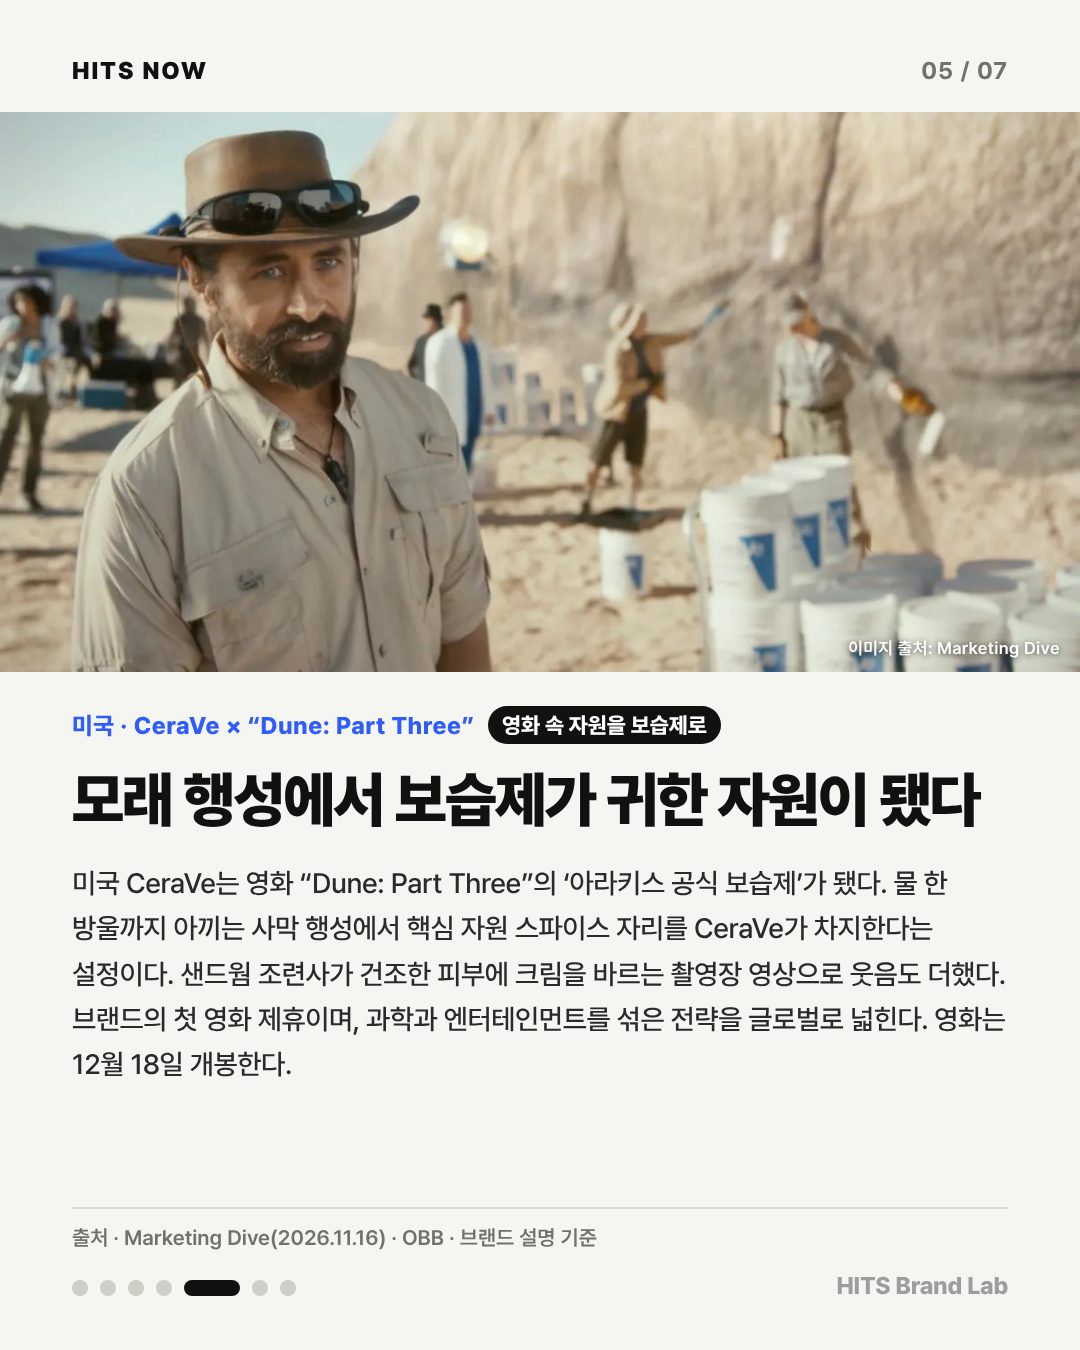 HITS NOW
05 / 07
이미지 출처: Marketing Dive
미국 · CeraVe × “Dune: Part Three”
영화 속 자원을 보습제로
모래 행성에서 보습제가 귀한 자원이 됐다
미국 CeraVe는 영화 “Dune: Part Three”의 ‘아라키스 공식 보습제’가 됐다. 물 한
방울까지 아끼는 사막 행성에서 핵심 자원 스파이스 자리를 CeraVe가 차지한다는
설정이다. 샌드웜 조련사가 건조한 피부에 크림을 바르는 촬영장 영상으로 웃음도 더했다.
브랜드의 첫 영화 제휴이며, 과학과 엔터테인먼트를 섞은 전략을 글로벌로 넓힌다. 영화는
12월 18일 개봉한다.
출처 · Marketing Dive(2026.11.16) · OBB · 브랜드 설명 기준
HITS Brand Lab